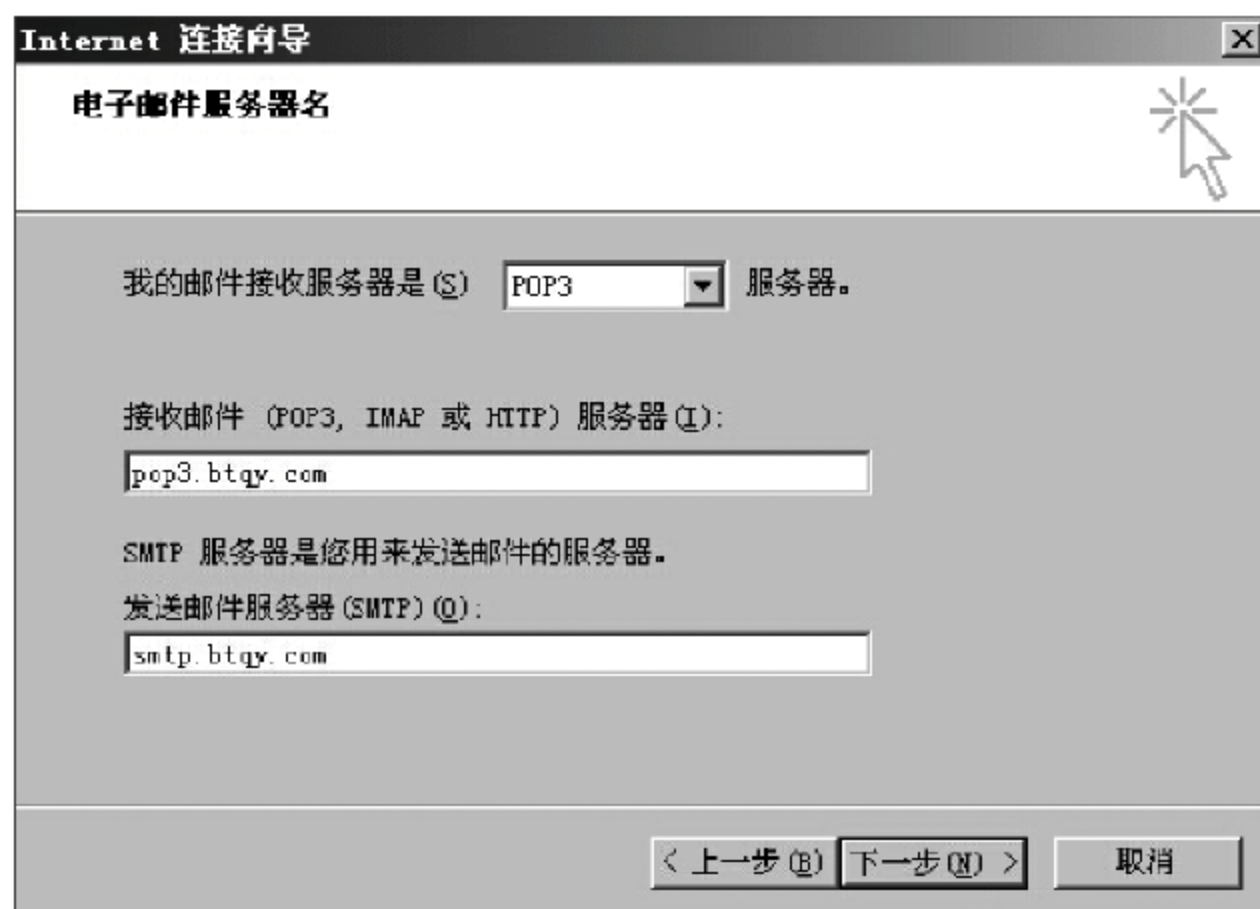 Internet 连接向导
电子邮件服务器名
我的邮件接收服务器是(S) POP3 服务器。
接收邮件 (POP3, IMAP 或 HTTP) 服务器(I):
pop3.btqy.com
SMTP 服务器是您用来发送邮件的服务器。
发送邮件服务器(SMTP)(O):
smtp.btqy.com
< 上一步(B) 下一步(N) > 取消